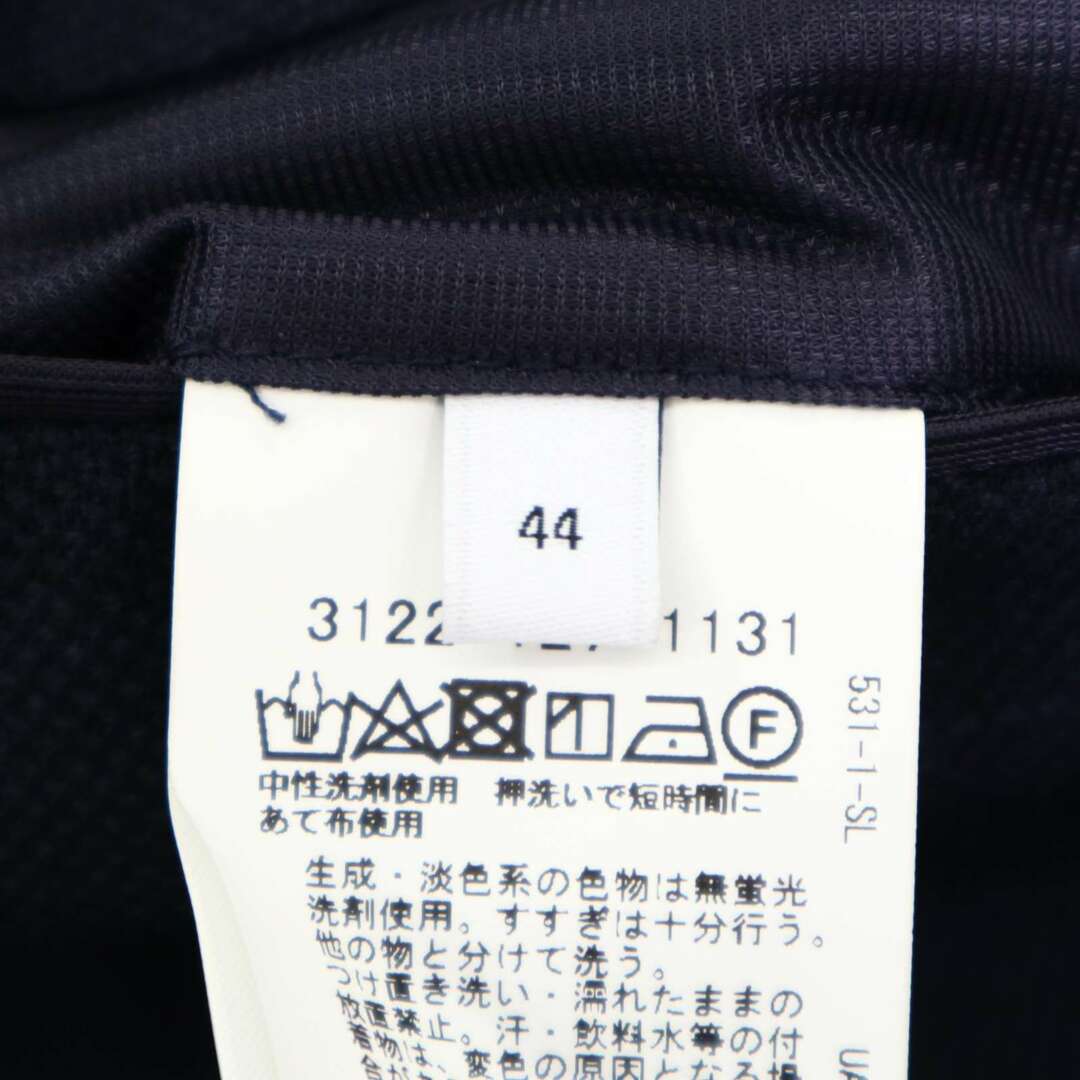 44
3122 1131
F
中性洗剤使用 押洗いで短時間に
あて布使用
生成・淡色系の色物は無蛍光
洗剤使用。すすぎは十分行う。
他の物と分けて洗う。
つけ置き洗い・濡れたままの
放置禁止。汗・飲料水等の付
着物は、変色の原因となる場
531-1-SL
UA